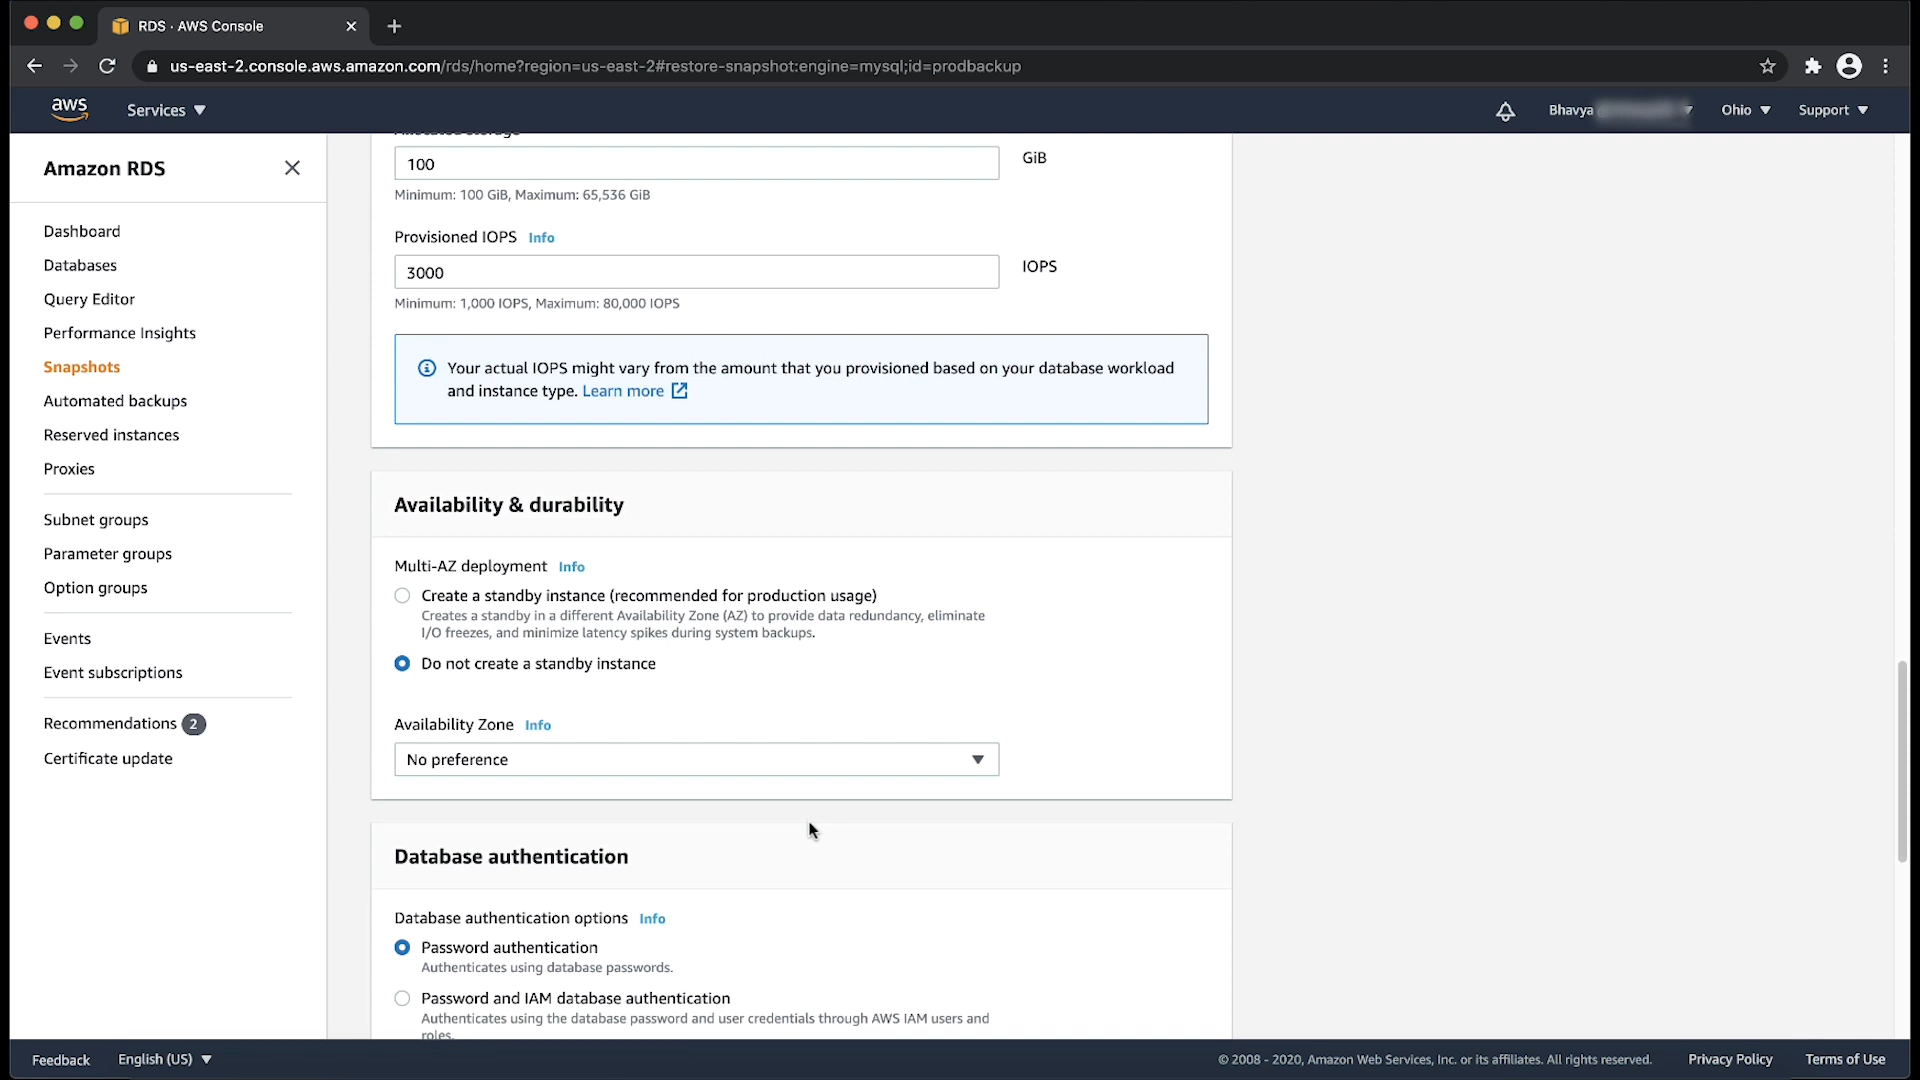 RDS · AWS Console
us-east-2.console.aws.amazon.com/rds/home?region=us-east-2#restore-snapshot:engine=mysql;id=prodbackup
aws
Services
Bhavya
Ohio
Support
Amazon RDS
Dashboard
Databases
Query Editor
Performance Insights
Snapshots
Automated backups
Reserved instances
Proxies
Subnet groups
Parameter groups
Option groups
Events
Event subscriptions
Recommendations 2
Certificate update
100 GiB
Minimum: 100 GiB, Maximum: 65,536 GiB
Provisioned IOPS Info
3000 IOPS
Minimum: 1,000 IOPS, Maximum: 80,000 IOPS
Your actual IOPS might vary from the amount that you provisioned based on your database workload
and instance type. Learn more
Availability & durability
Multi-AZ deployment Info
Create a standby instance (recommended for production usage)
Creates a standby in a different Availability Zone (AZ) to provide data redundancy, eliminate
I/O freezes, and minimize latency spikes during system backups.
Do not create a standby instance
Availability Zone Info
No preference
Database authentication
Database authentication options Info
Password authentication
Authenticates using database passwords.
Password and IAM database authentication
Authenticates using the database password and user credentials through AWS IAM users and
roles.
Feedback
English (US)
© 2008 - 2020, Amazon Web Services, Inc. or its affiliates. All rights reserved.
Privacy Policy
Terms of Use